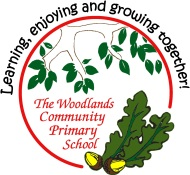 Learning, enjoying and growing together!
The Woodlands
Community
Primary
School